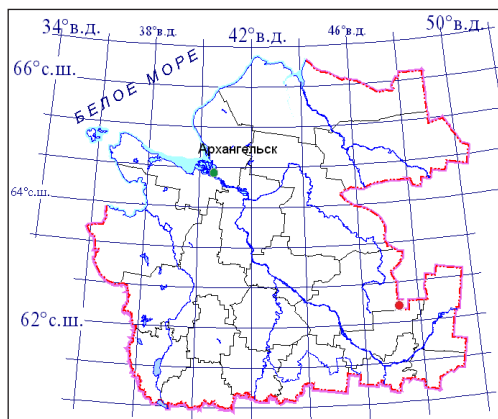 34°в.д.
38°в.д.
42°в.д.
46°в.д.
50°в.д.
66°с.ш.
БЕЛОЕ МОРЕ
Архангельск
64°с.ш.
62°с.ш.